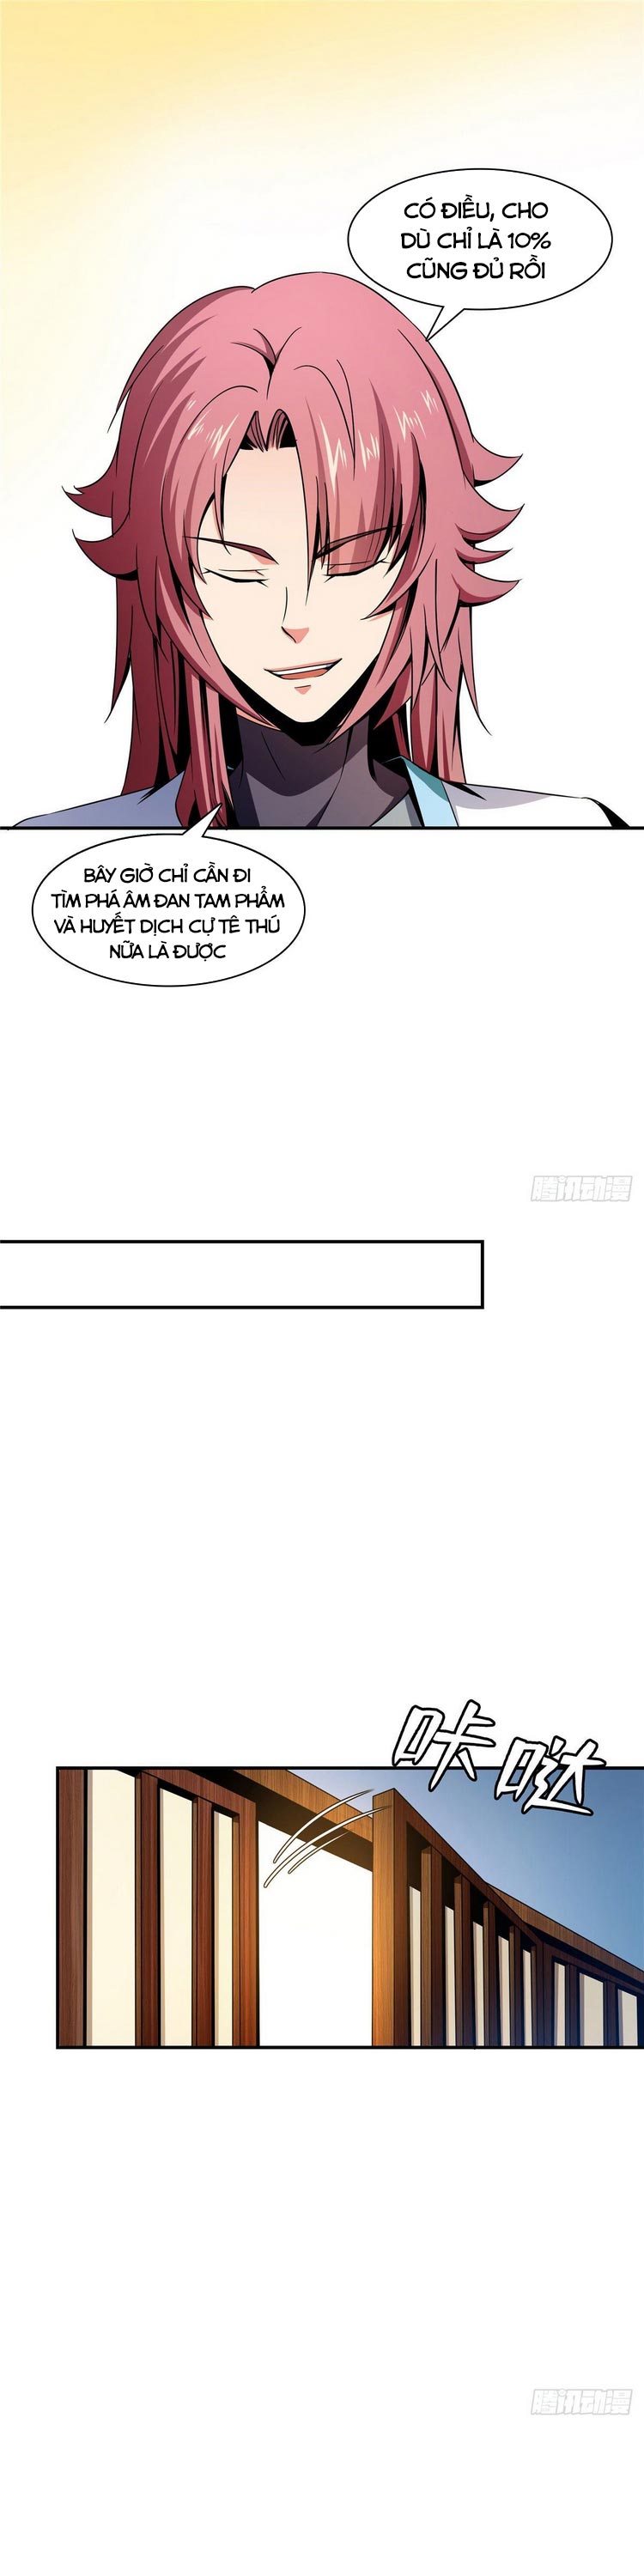 CÓ ĐIỀU, CHO
DÙ CHỈ LÀ 10%
CŨNG ĐỦ RỒI
BÂY GIỜ CHỈ CẦN ĐI
TÌM PHÁ ÂM ĐAN TAM PHẨM
VÀ HUYẾT DỊCH CỰ TÊ THÚ
NỮA LÀ ĐƯỢC
腾讯动漫
咔哒
腾讯动漫